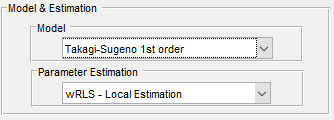 Model & Estimation
Model
Takagi-Sugeno 1st order
Parameter Estimation
wRLS - Local Estimation